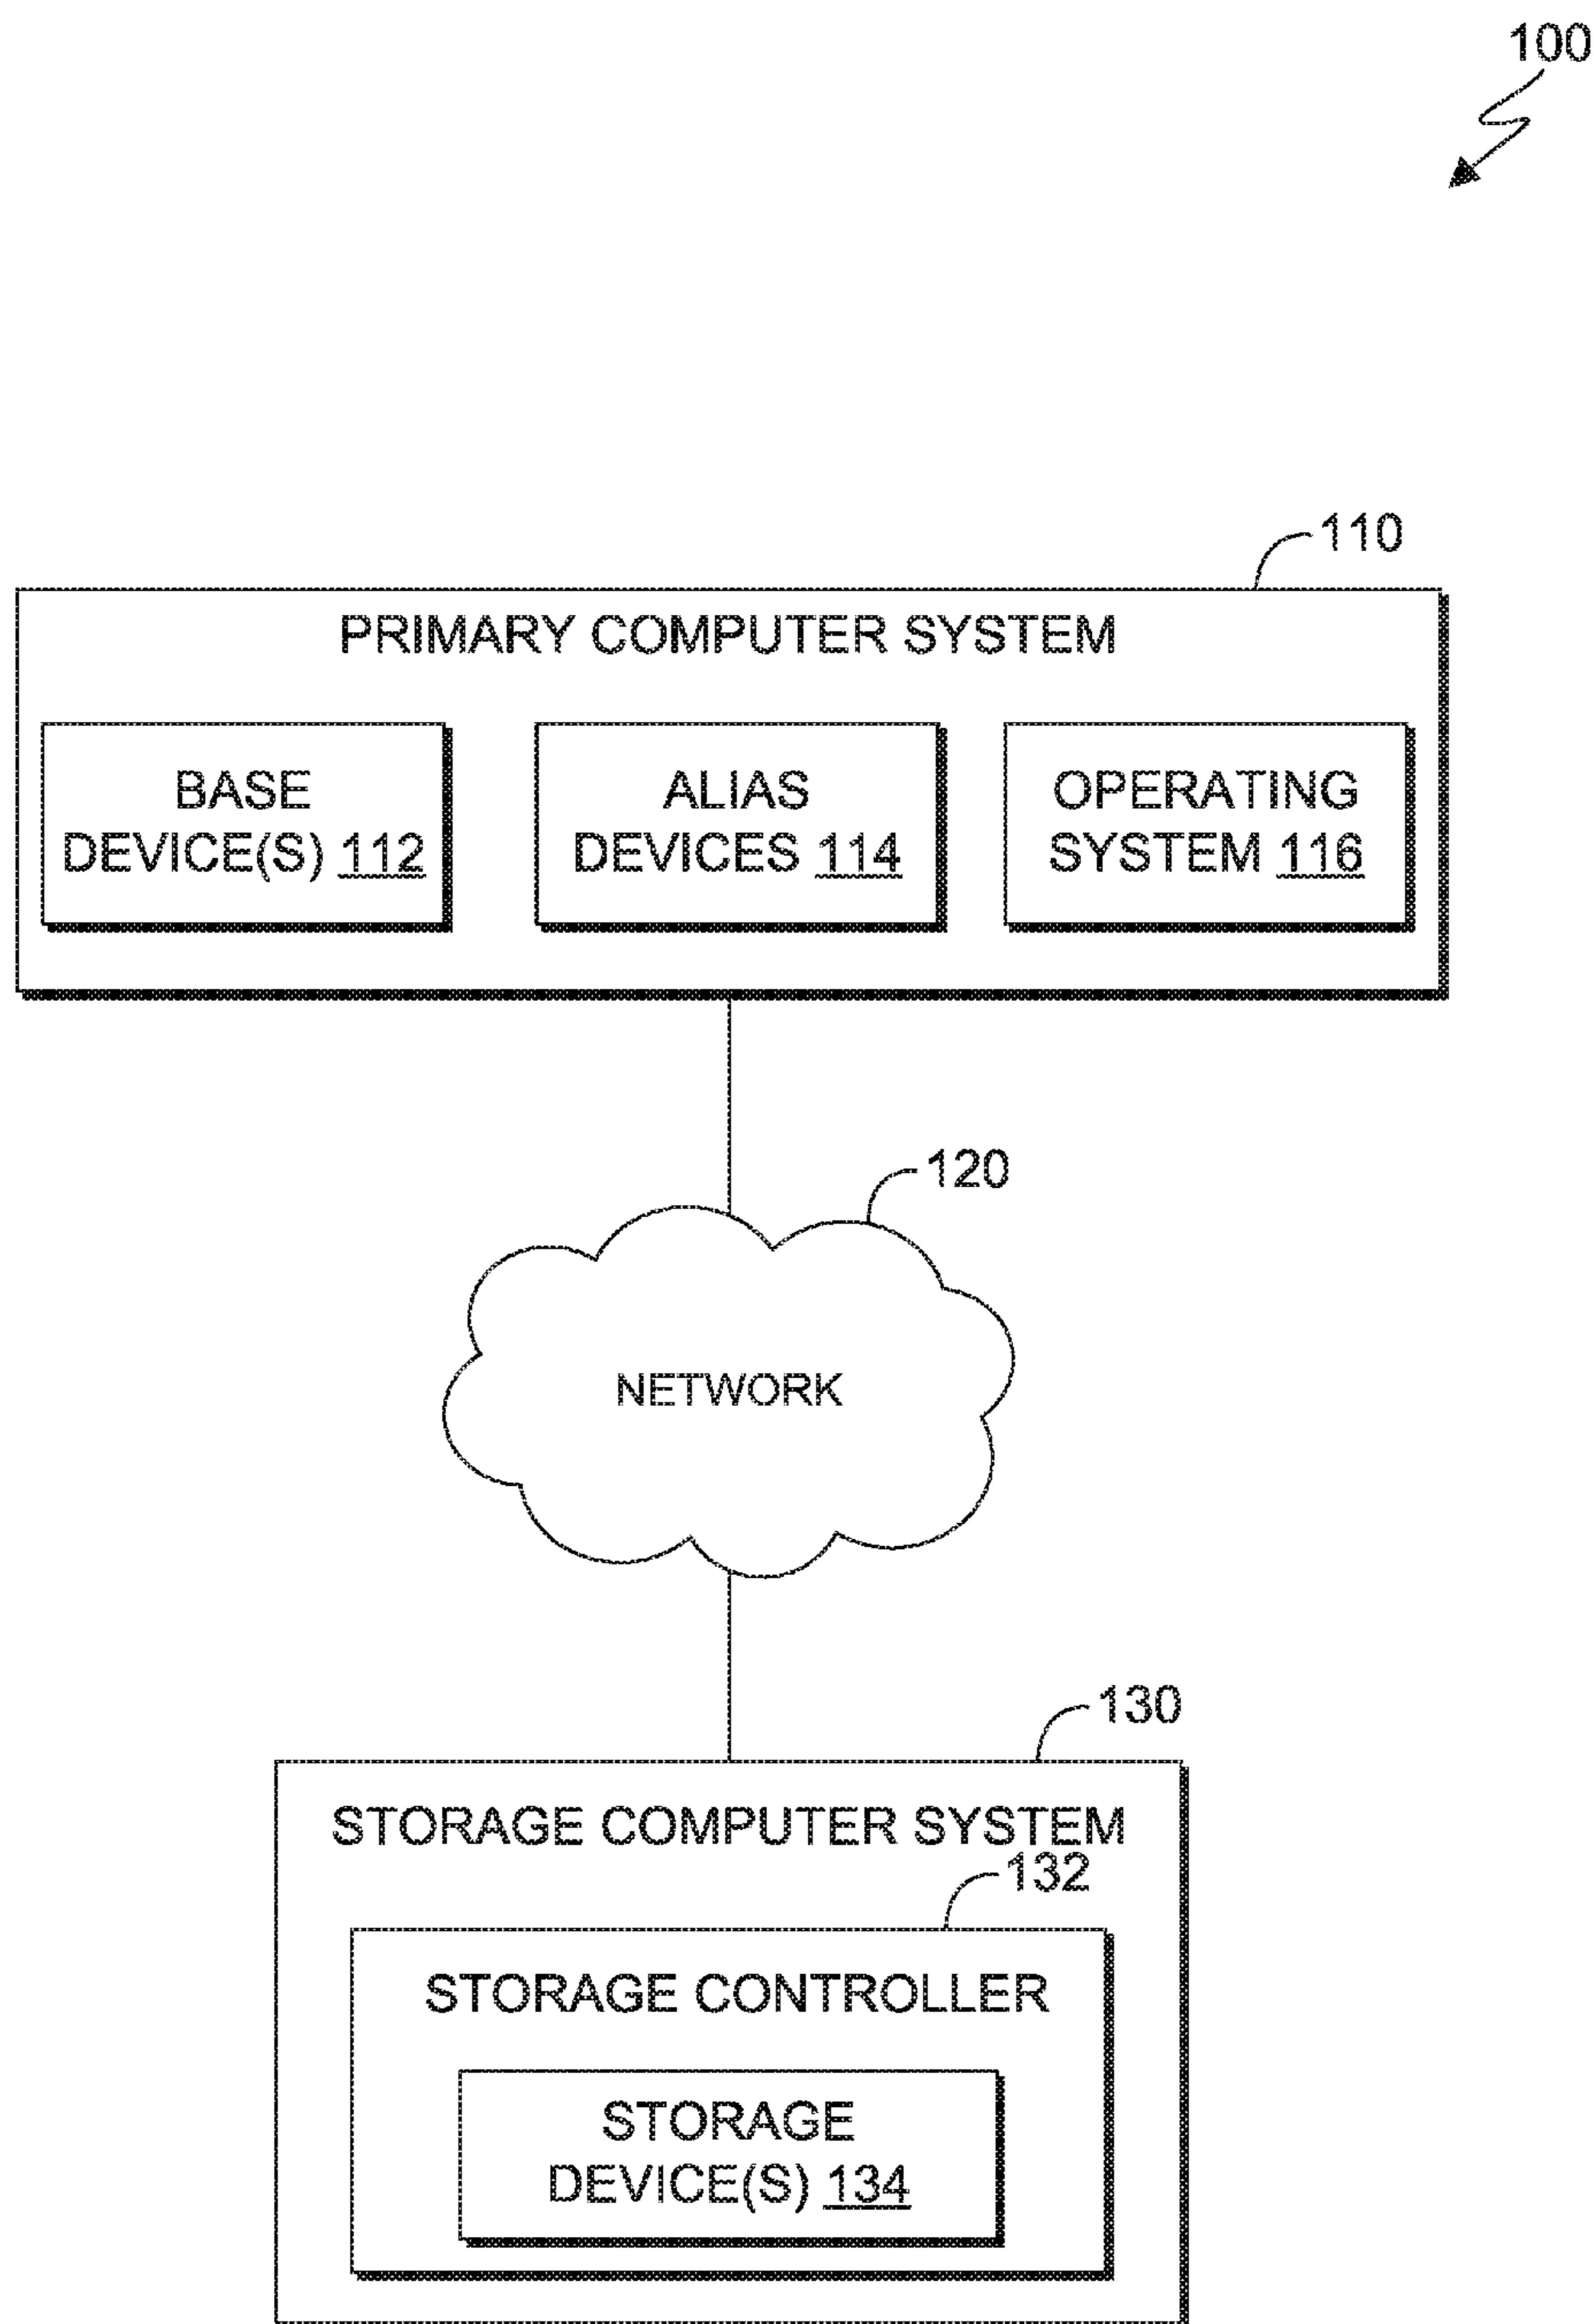 100
110
PRIMARY COMPUTER SYSTEM
BASE
DEVICE(S) 112
ALIAS
DEVICES 114
OPERATING
SYSTEM 116
120
NETWORK
130
STORAGE COMPUTER SYSTEM
132
STORAGE CONTROLLER
STORAGE
DEVICE(S) 134